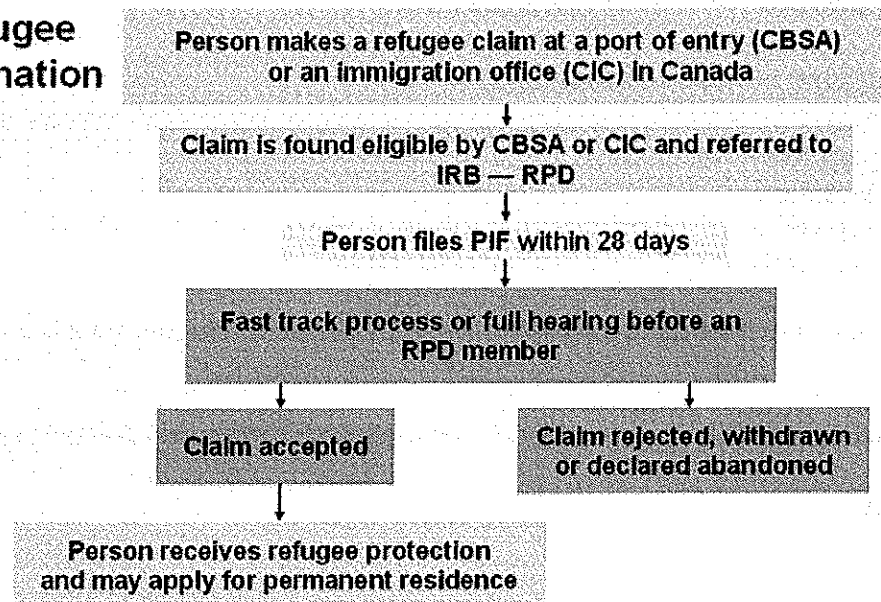 ugee
nation
Person makes a refugee claim at a port of entry (CBSA)
or an immigration office (CIC) in Canada
Claim is found eligible by CBSA or CIC and referred to
IRB — RPD
Person files PIF within 28 days
Fast track process or full hearing before an
RPD member
Claim accepted
Claim rejected, withdrawn
or declared abandoned
Person receives refugee protection
and may apply for permanent residence